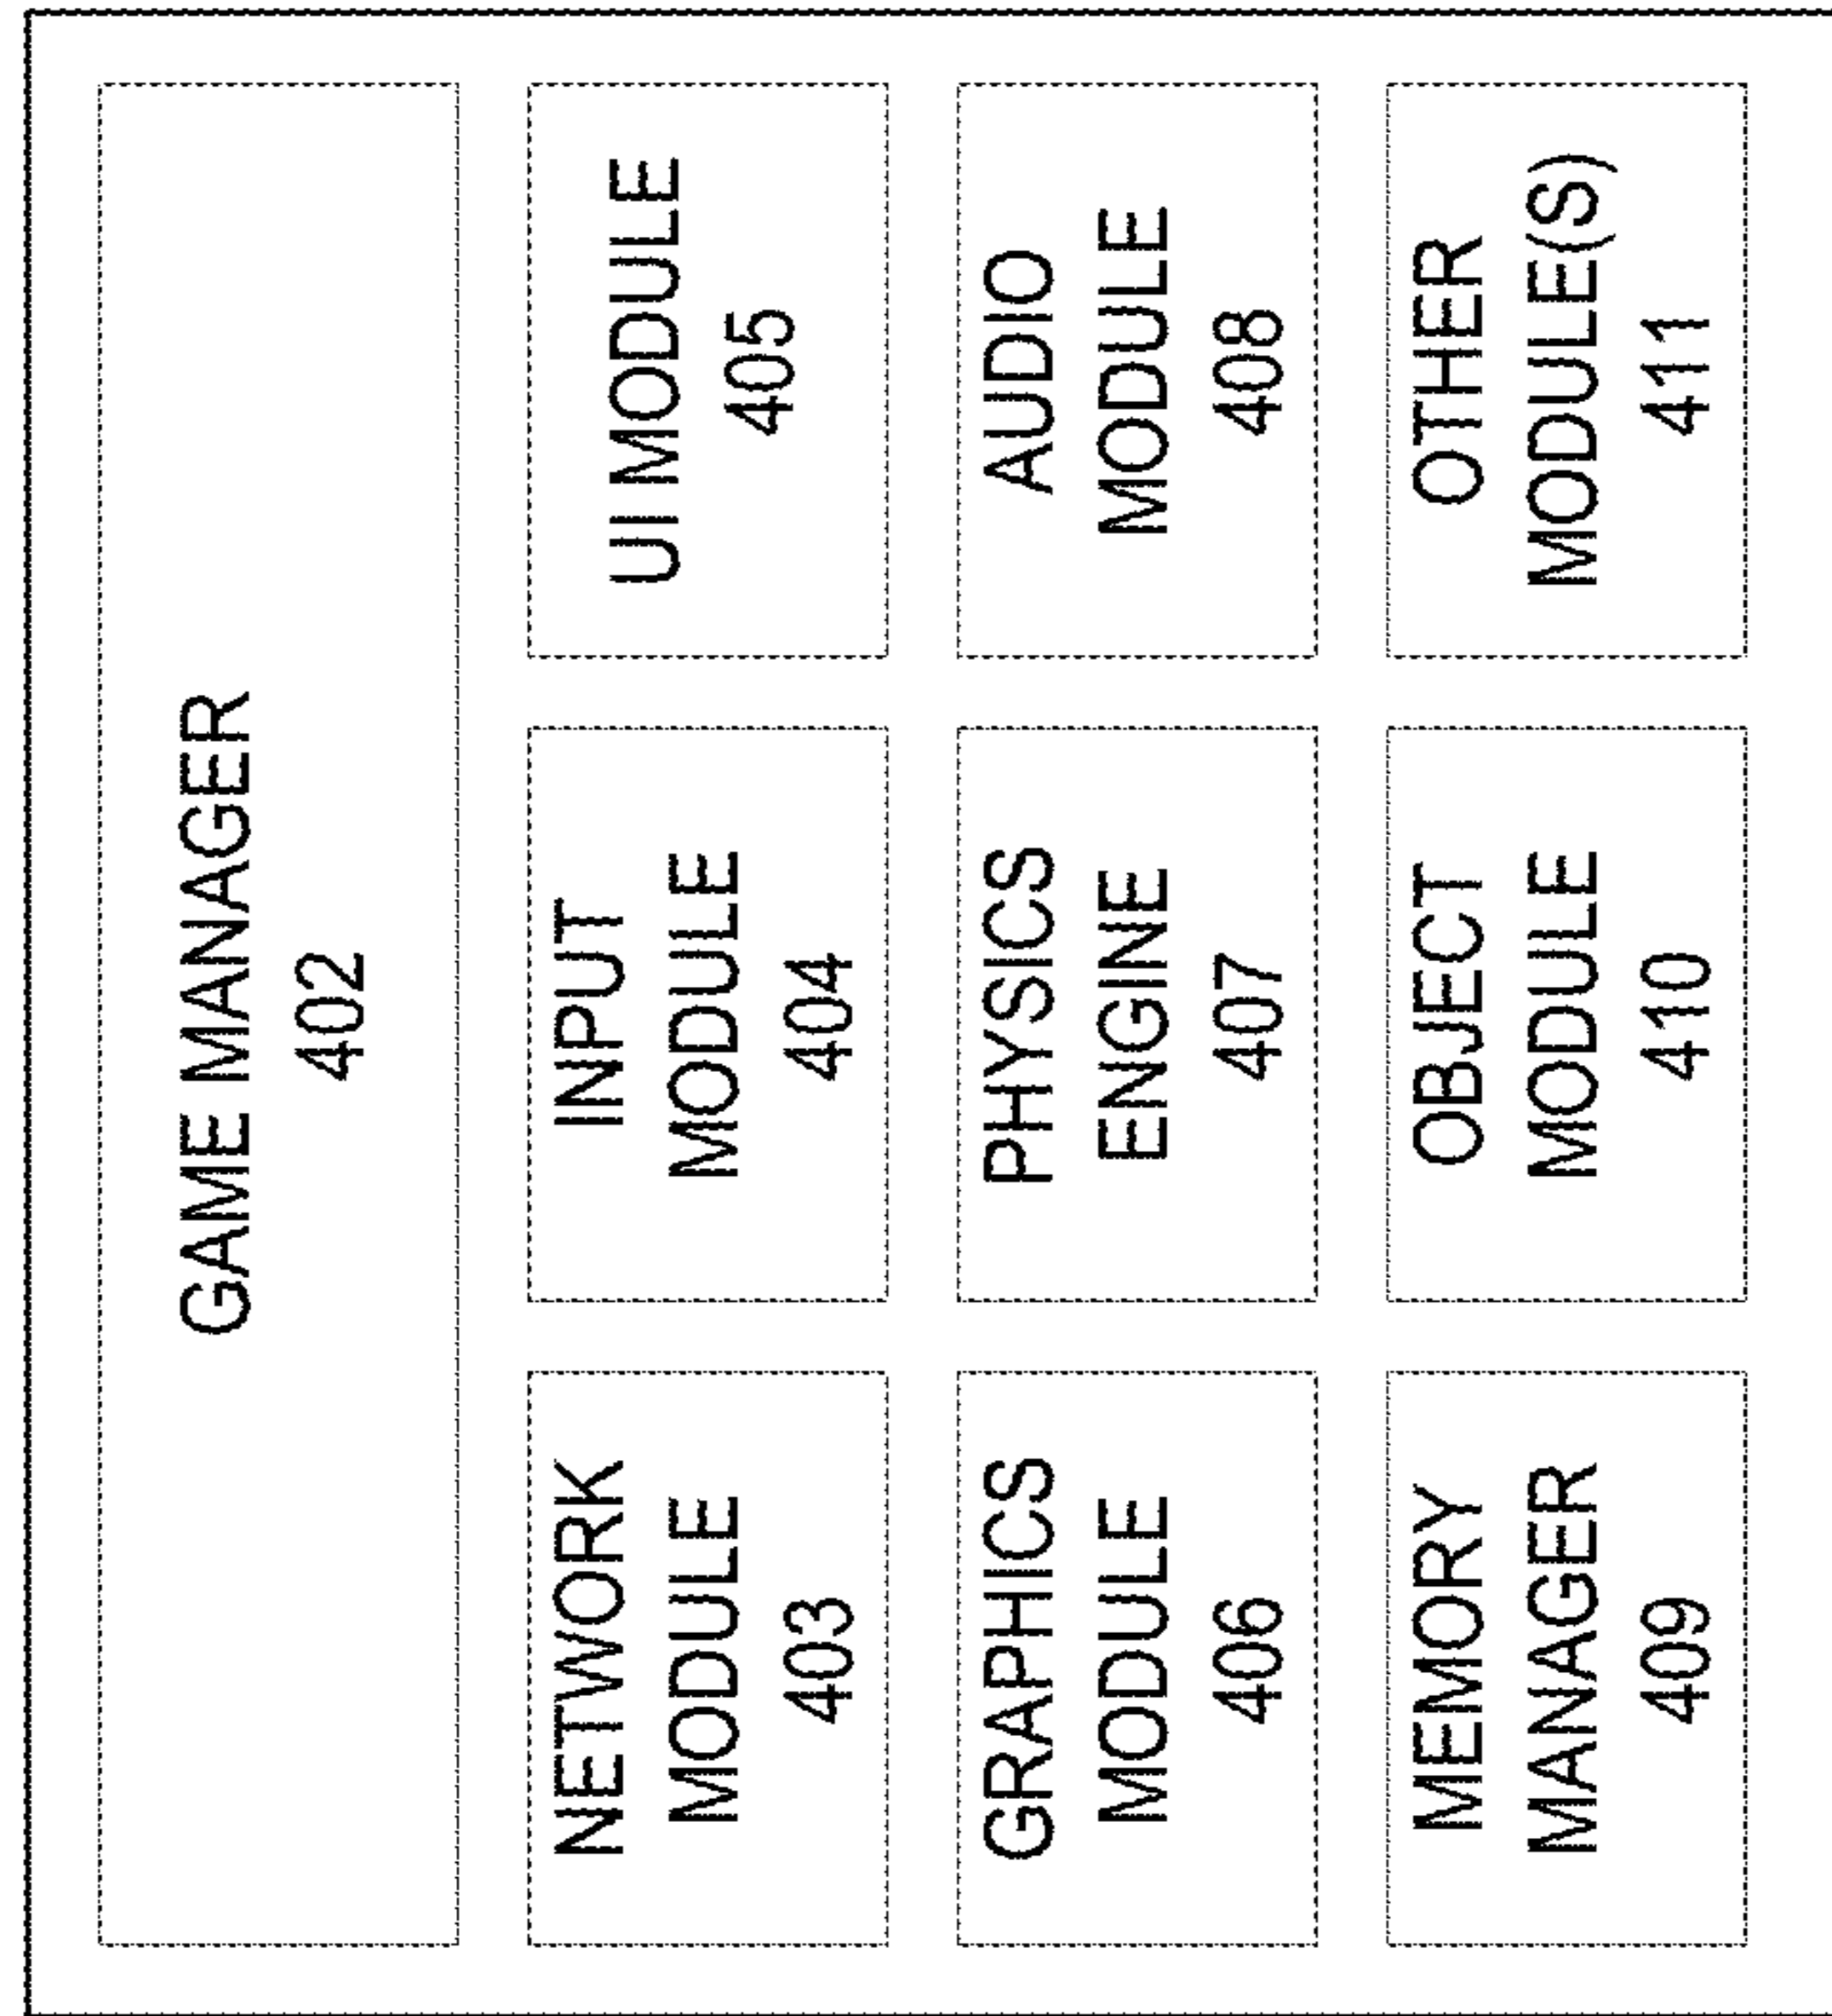 GAME MANAGER
402
NETWORK
MODULE
403
INPUT
MODULE
404
UI MODULE
405
GRAPHICS
MODULE
406
PHYSICS
ENGINE
407
AUDIO
MODULE
408
MEMORY
MANAGER
409
OBJECT
MODULE
410
OTHER
MODULE(S)
411